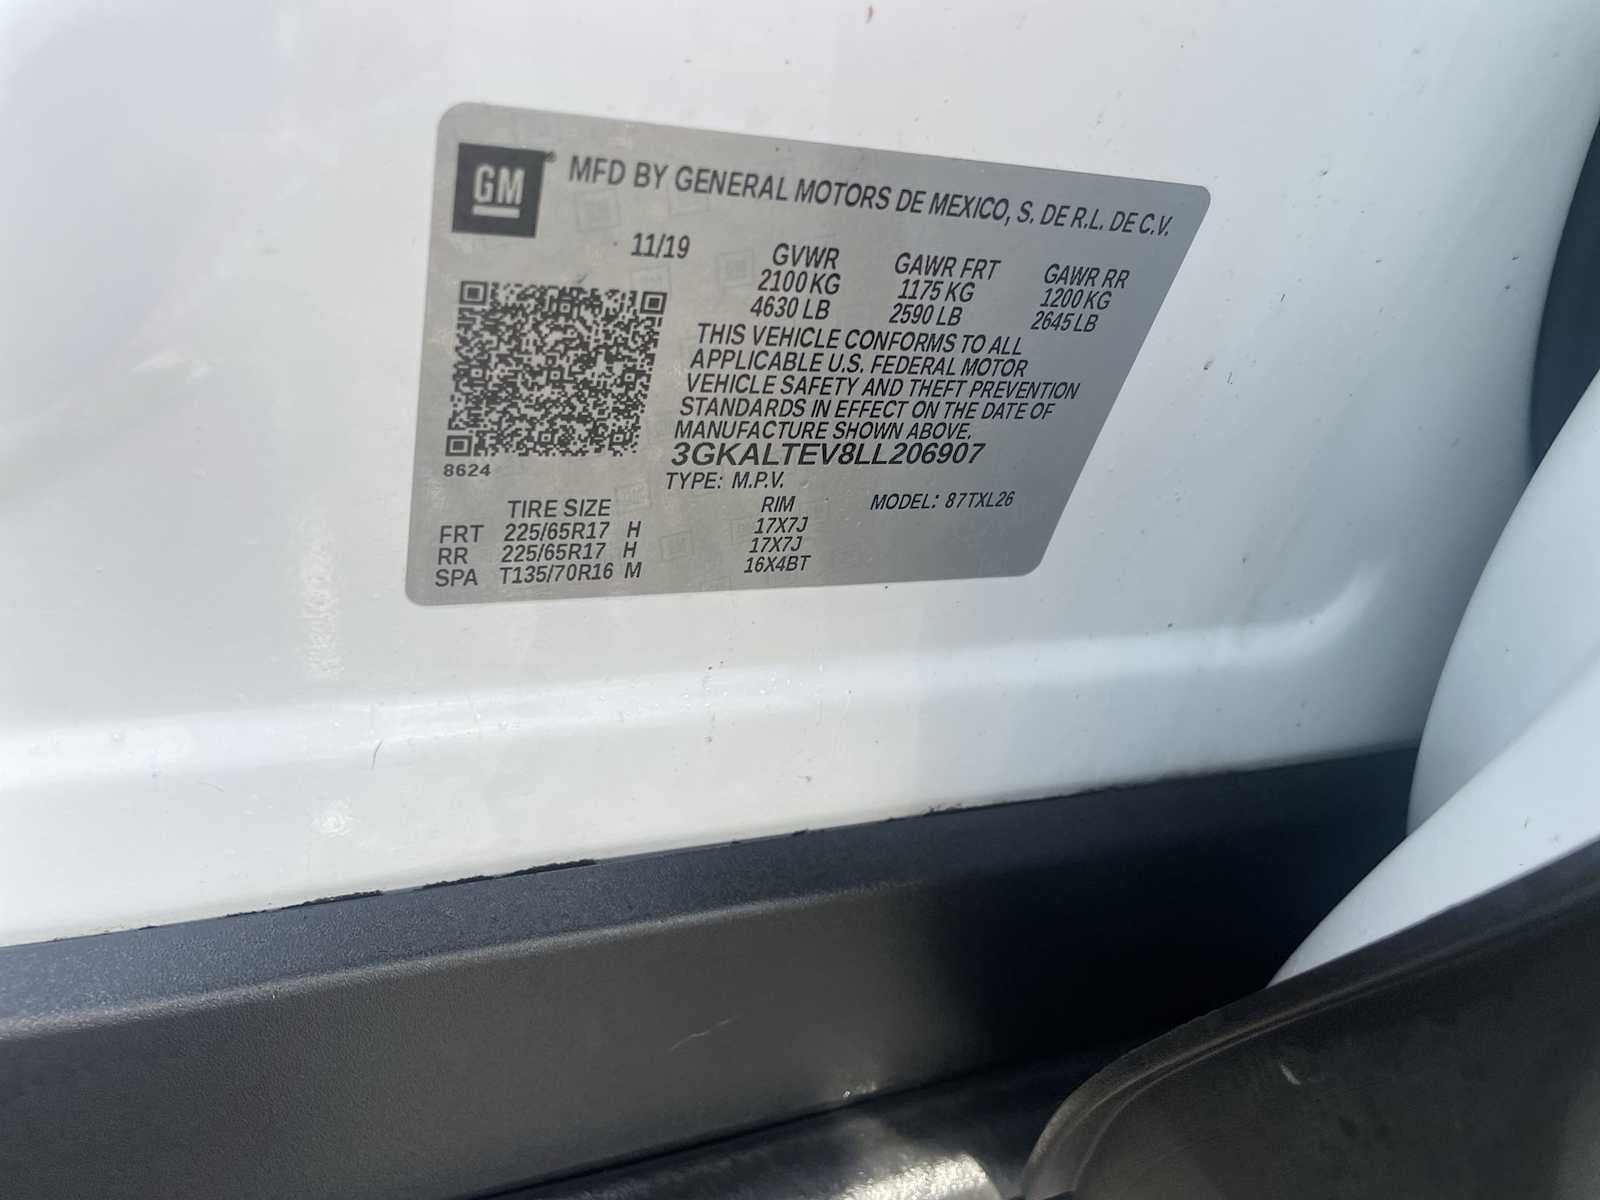 GM
MFD BY GENERAL MOTORS DE MEXICO, S. DE R.L. DE C.V.
11/19
GVWR GAWR FRT GAWR RR
2100 KG 1175 KG 1200 KG
4630 LB 2590 LB 2645 LB
THIS VEHICLE CONFORMS TO ALL
APPLICABLE U.S. FEDERAL MOTOR
VEHICLE SAFETY AND THEFT PREVENTION
STANDARDS IN EFFECT ON THE DATE OF
MANUFACTURE SHOWN ABOVE.
3GKALTEV8LL206907
8624
TYPE: M.P.V.
MODEL: 87TXL26
TIRE SIZE RIM
FRT 225/65R17 H 17X7J
RR 225/65R17 H 17X7J
SPA T135/70R16 M 16X4BT